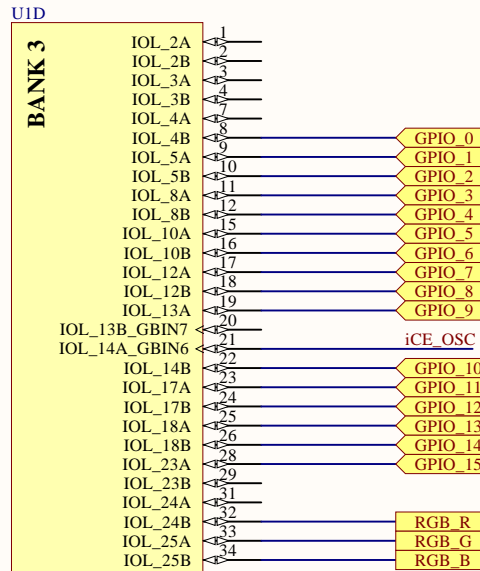 U1D
BANK 3
IOL_2A 1
IOL_2B 2
IOL_3A 3
IOL_3B 4
IOL_4A 7
IOL_4B 8 GPIO_0
IOL_5A 9 GPIO_1
IOL_5B 10 GPIO_2
IOL_8A 11 GPIO_3
IOL_8B 12 GPIO_4
IOL_10A 15 GPIO_5
IOL_10B 16 GPIO_6
IOL_12A 17 GPIO_7
IOL_12B 18 GPIO_8
IOL_13A 19 GPIO_9
IOL_13B_GBIN7 20
IOL_14A_GBIN6 21 iCE_OSC
IOL_14B 22 GPIO_10
IOL_17A 23 GPIO_11
IOL_17B 24 GPIO_12
IOL_18A 25 GPIO_13
IOL_18B 26 GPIO_14
IOL_23A 28 GPIO_15
IOL_23B 29
IOL_24A 31
IOL_24B 32 RGB_R
IOL_25A 33 RGB_G
IOL_25B 34 RGB_B